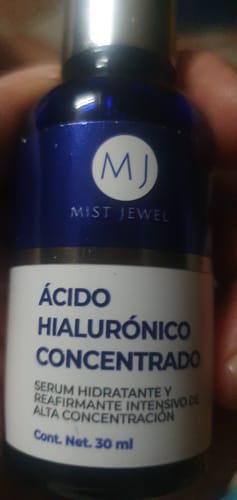 MJ
MIST JEWEL
ÁCIDO
HIALURÓNICO
CONCENTRADO
SERUM HIDRATANTE Y
REAFIRMANTE INTENSIVO DE
ALTA CONCENTRACIÓN
Cont. Net. 30 ml